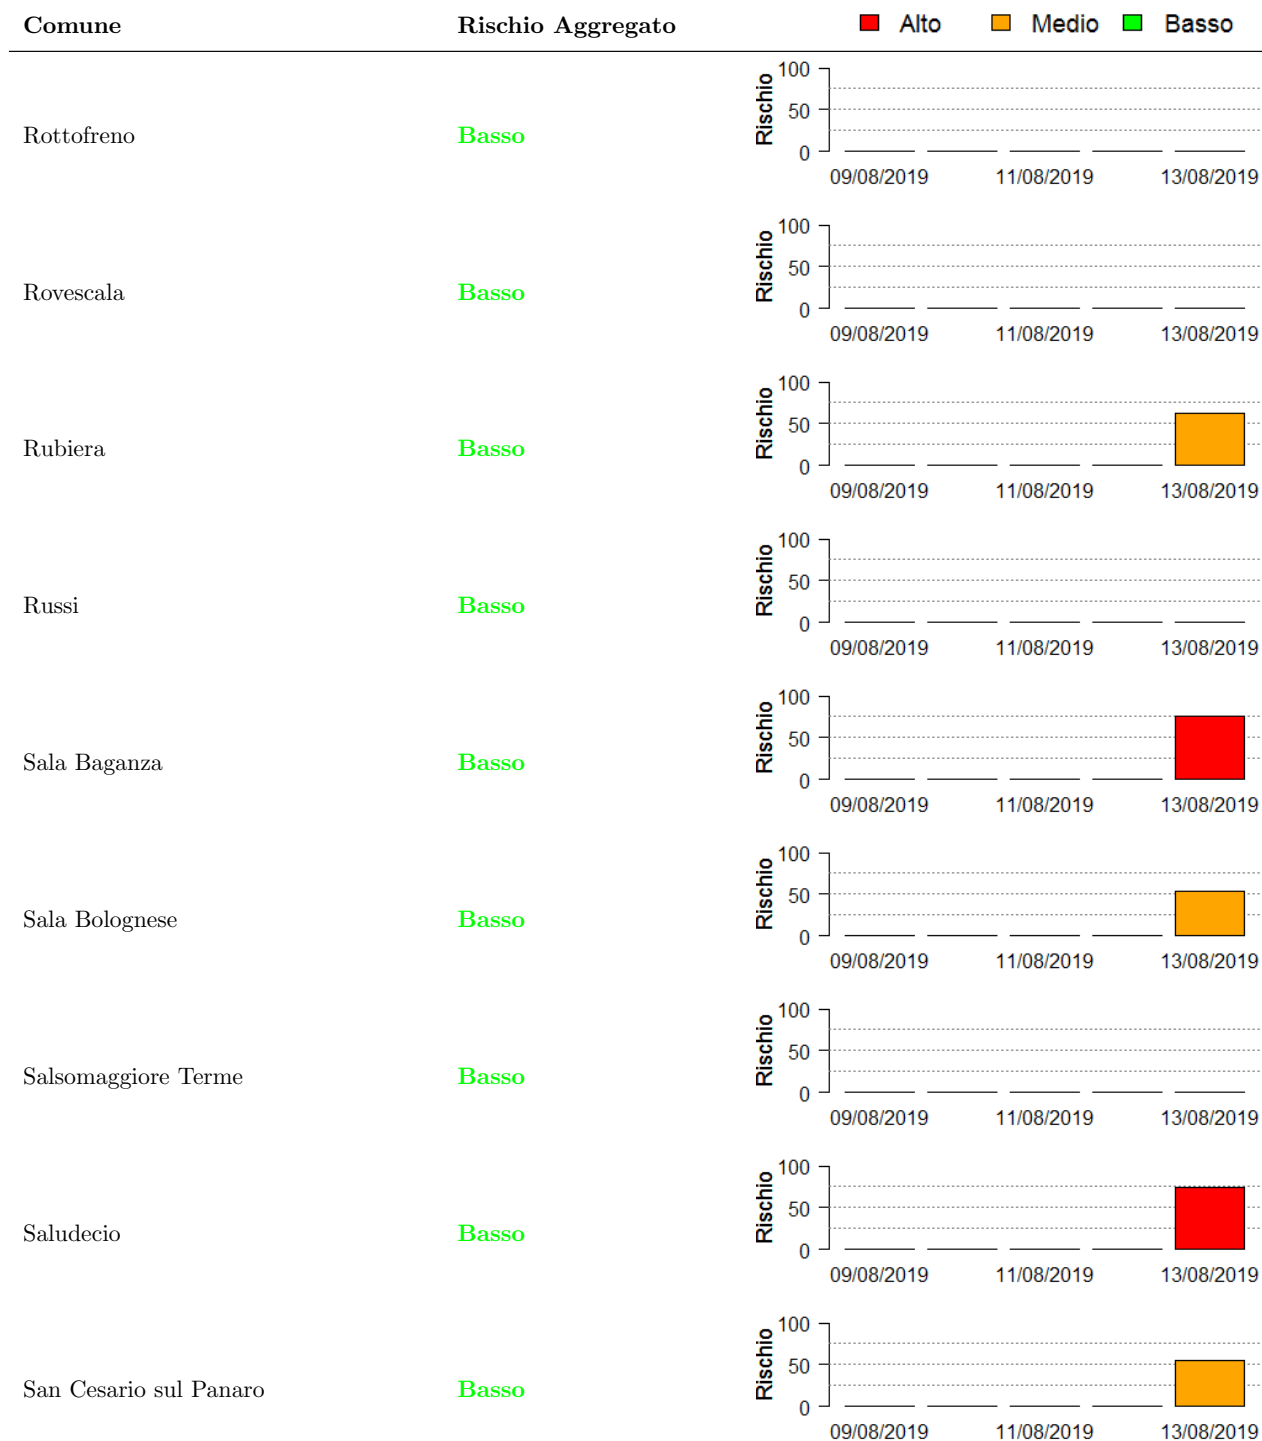 Comune Rischio Aggregato Alto Medio Basso
100
50
0
Rischio
Rottofreno Basso
09/08/2019 11/08/2019 13/08/2019
100
50
0
Rischio
Rovescala Basso
09/08/2019 11/08/2019 13/08/2019
100
50
0
Rischio
Rubiera Basso
09/08/2019 11/08/2019 13/08/2019
100
50
0
Rischio
Russi Basso
09/08/2019 11/08/2019 13/08/2019
100
50
0
Rischio
Sala Baganza Basso
09/08/2019 11/08/2019 13/08/2019
100
50
0
Rischio
Sala Bolognese Basso
09/08/2019 11/08/2019 13/08/2019
100
50
0
Rischio
Salsomaggiore Terme Basso
09/08/2019 11/08/2019 13/08/2019
100
50
0
Rischio
Saludecio Basso
09/08/2019 11/08/2019 13/08/2019
100
50
0
Rischio
San Cesario sul Panaro Basso
09/08/2019 11/08/2019 13/08/2019